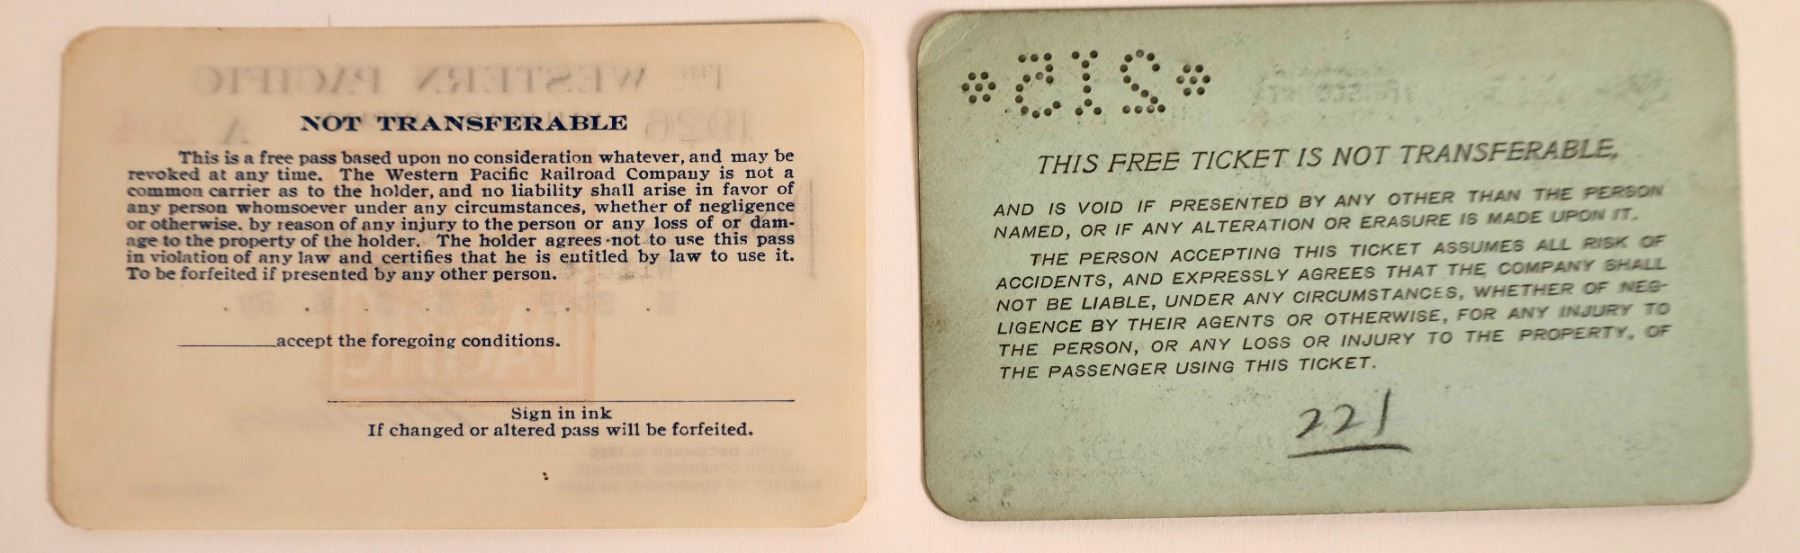 NOT TRANSFERABLE
This is a free pass based upon no consideration whatever, and may be
revoked at any time. The Western Pacific Railroad Company is not a
common carrier as to the holder, and no liability shall arise in favor of
any person whomsoever under any circumstances, whether of negligence
or otherwise. by reason of any injury to the person or any loss of or dam-
age to the property of the holder. The holder agrees not to use this pass
in violation of any law and certifies that he is entitled by law to use it.
To be forfeited if presented by any other person.
________accept the foregoing conditions.
Sign in ink
If changed or altered pass will be forfeited.
THE WESTERN PACIFIC
1926
A
*215*
THIS FREE TICKET IS NOT TRANSFERABLE,
AND IS VOID IF PRESENTED BY ANY OTHER THAN THE PERSON
NAMED, OR IF ANY ALTERATION OR ERASURE IS MADE UPON IT.
THE PERSON ACCEPTING THIS TICKET ASSUMES ALL RISK OF
ACCIDENTS, AND EXPRESSLY AGREES THAT THE COMPANY SHALL
NOT BE LIABLE, UNDER ANY CIRCUMSTANCES, WHETHER OF NEG-
LIGENCE BY THEIR AGENTS OR OTHERWISE, FOR ANY INJURY TO
THE PERSON, OR ANY LOSS OR INJURY TO THE PROPERTY, OF
THE PASSENGER USING THIS TICKET.
221